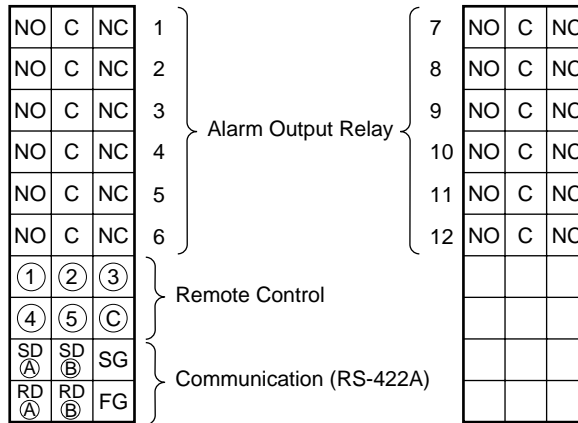 NO C NC 1 7 NO C NC
NO C NC 2 8 NO C NC
NO C NC 3 9 NO C NC
Alarm Output Relay
NO C NC 4 10 NO C NC
NO C NC 5 11 NO C NC
NO C NC 6 12 NO C NC
① ② ③
Remote Control
④ ⑤ Ⓒ
SD Ⓐ SD Ⓑ SG
Communication (RS-422A)
RD Ⓐ RD Ⓑ FG